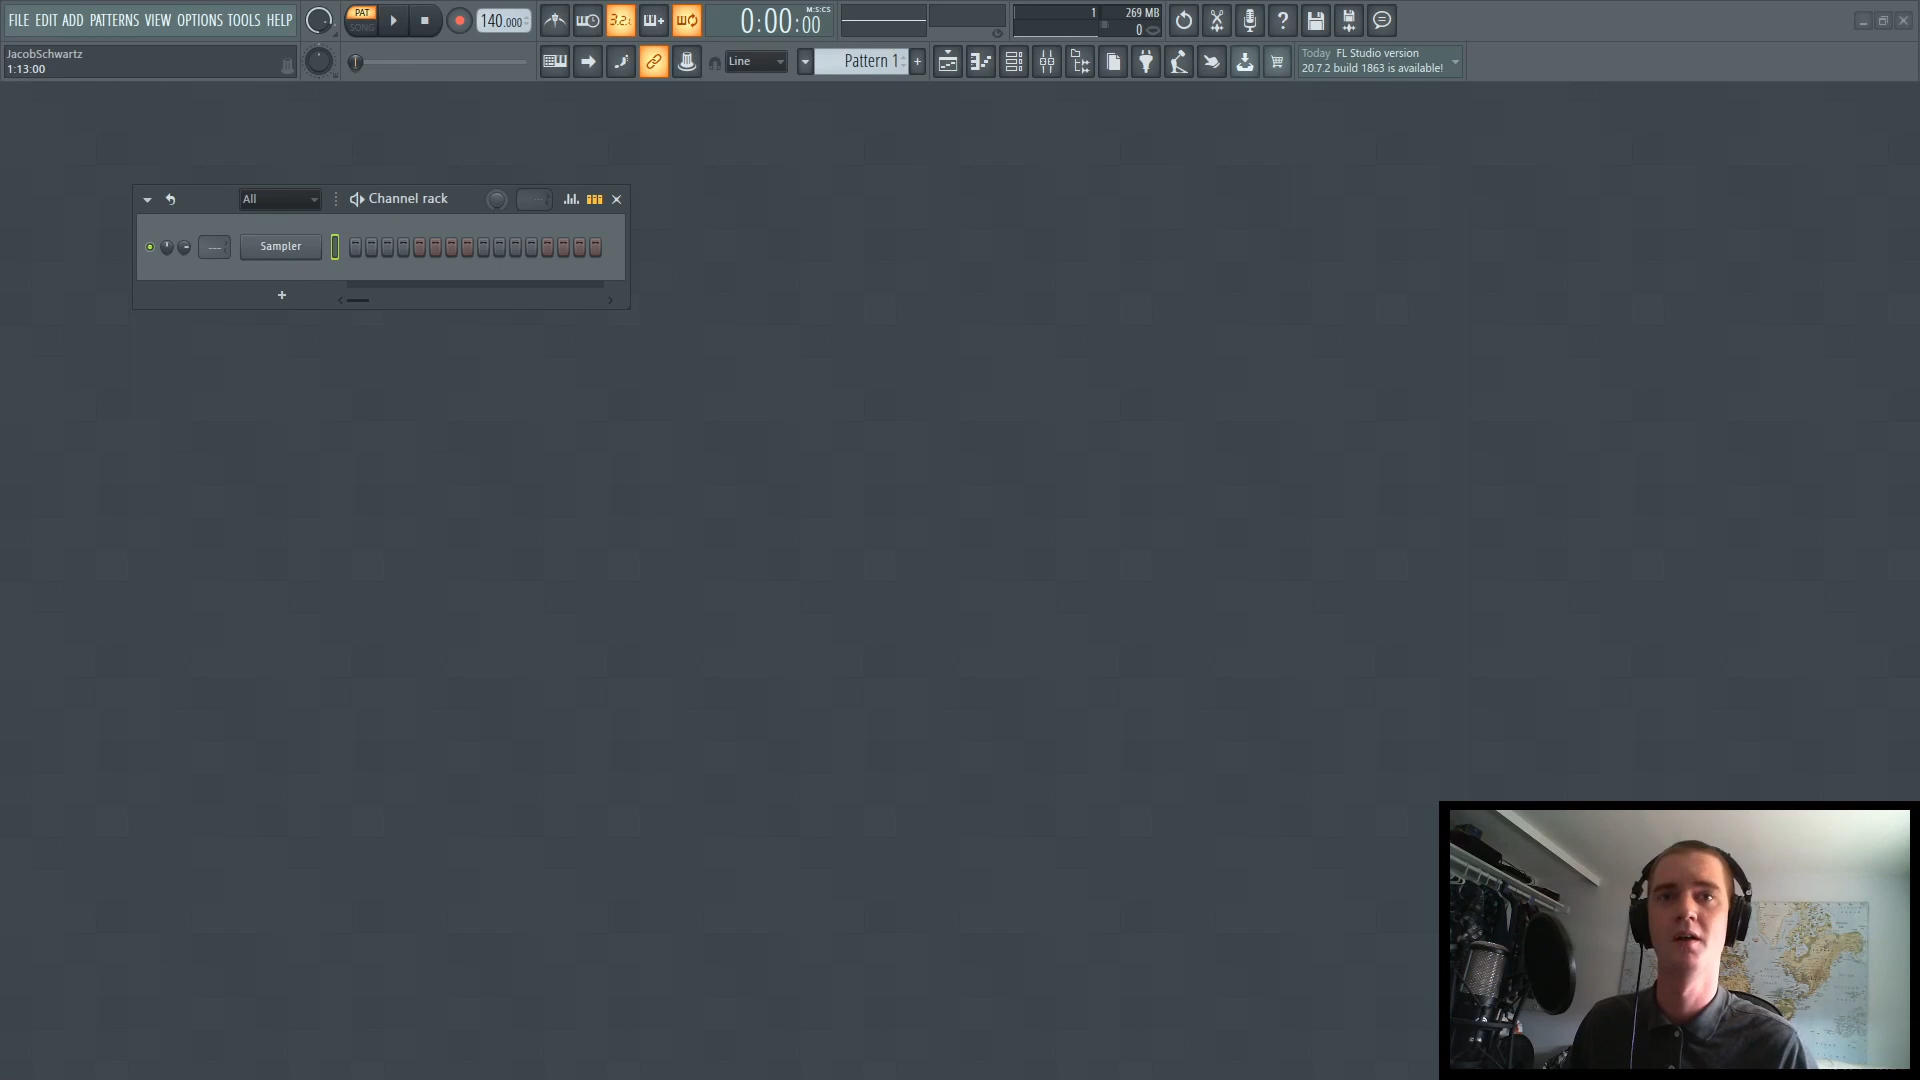 FILE EDIT ADD PATTERNS VIEW OPTIONS TOOLS HELP
PAT
SONG
140.000
3.2.
0:00:00
M:S:CS
1
269 MB
0
?
JacobSchwartz
1:13:00
Line
Pattern 1
+
Today FL Studio version
20.7.2 build 1863 is available!
All
Channel rack
---
Sampler
+